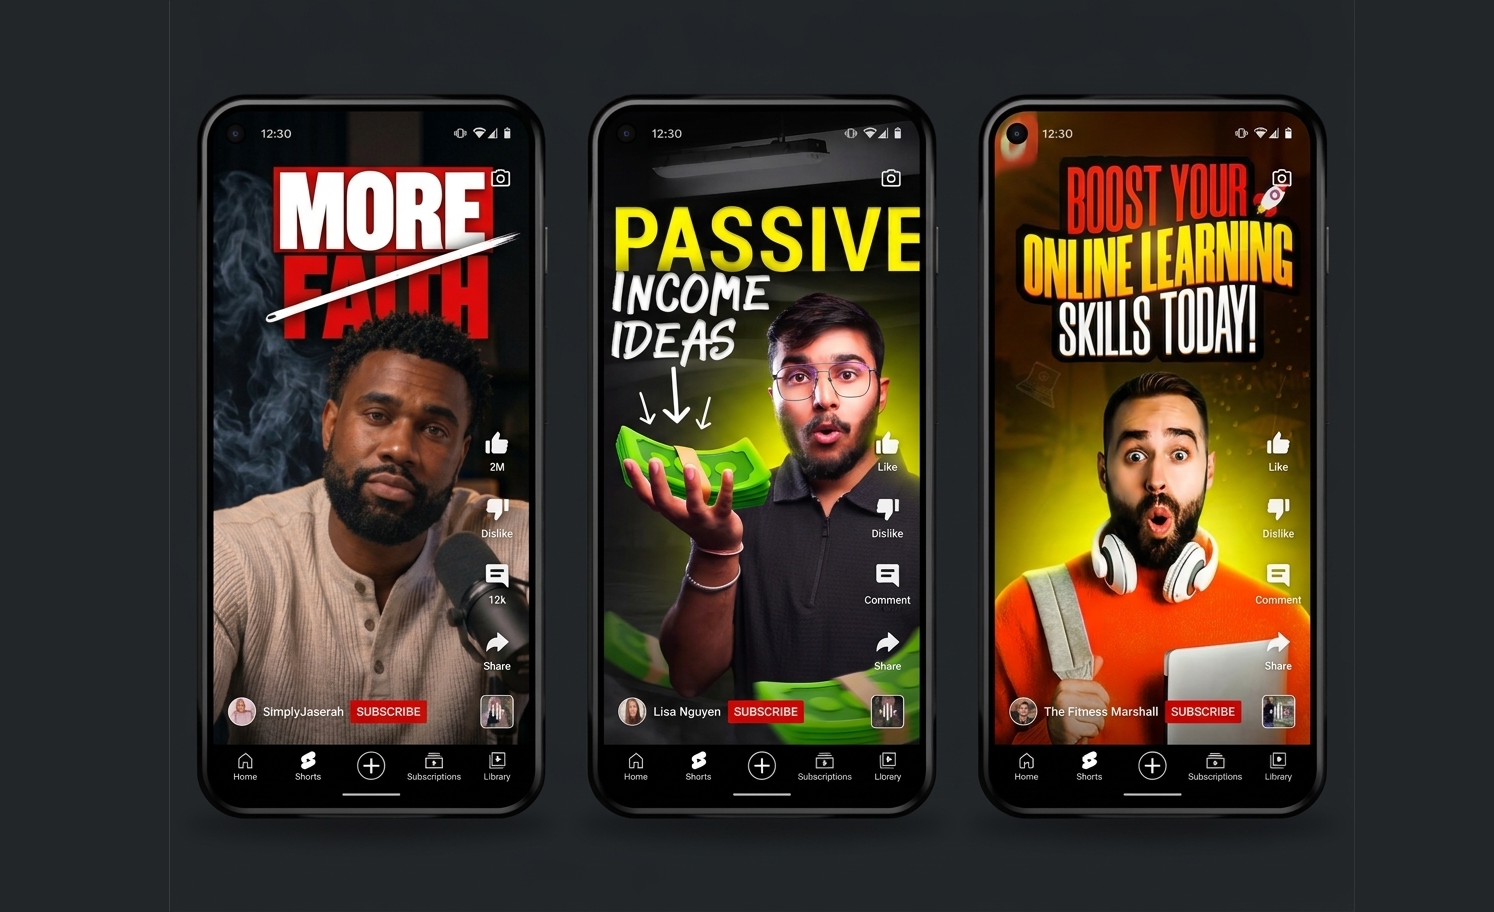 12:30
MORE
FAITH
2M
Dislike
12k
Share
SimplyJaserah SUBSCRIBE
Home Shorts Subscriptions Library
12:30
PASSIVE
INCOME
IDEAS
Like
Dislike
Comment
Share
Lisa Nguyen SUBSCRIBE
Home Shorts Subscriptions Llorery
12:30
BOOST YOUR
ONLINE LEARNING
SKILLS TODAY!
Like
Dislike
Comment
Share
The Fitmess Marshall SUBSCRIBE
Home Shorts Subscriptions Library